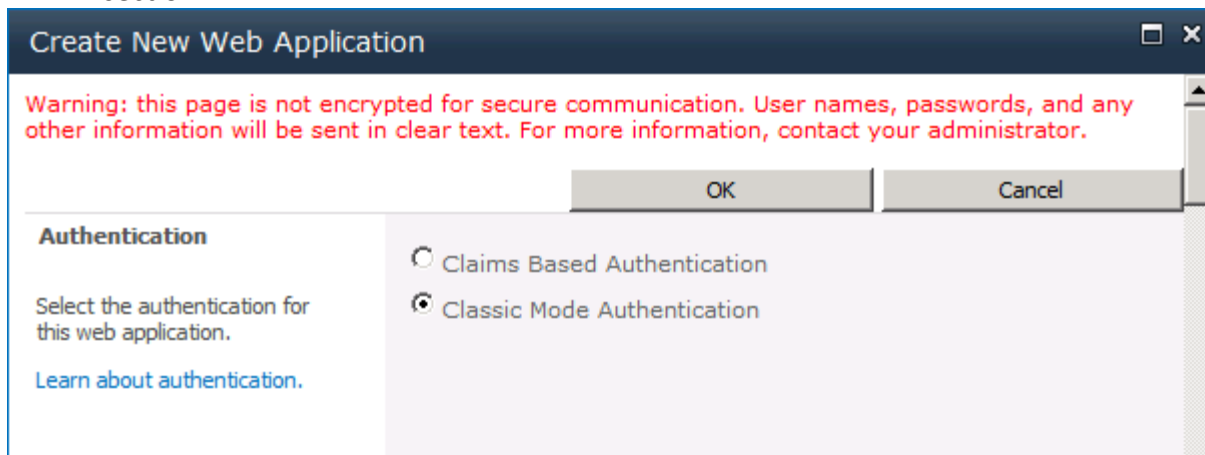 Create New Web Application
Warning: this page is not encrypted for secure communication. User names, passwords, and any
other information will be sent in clear text. For more information, contact your administrator.
OK Cancel
Authentication
Claims Based Authentication
Select the authentication for
this web application.
Classic Mode Authentication
Learn about authentication.